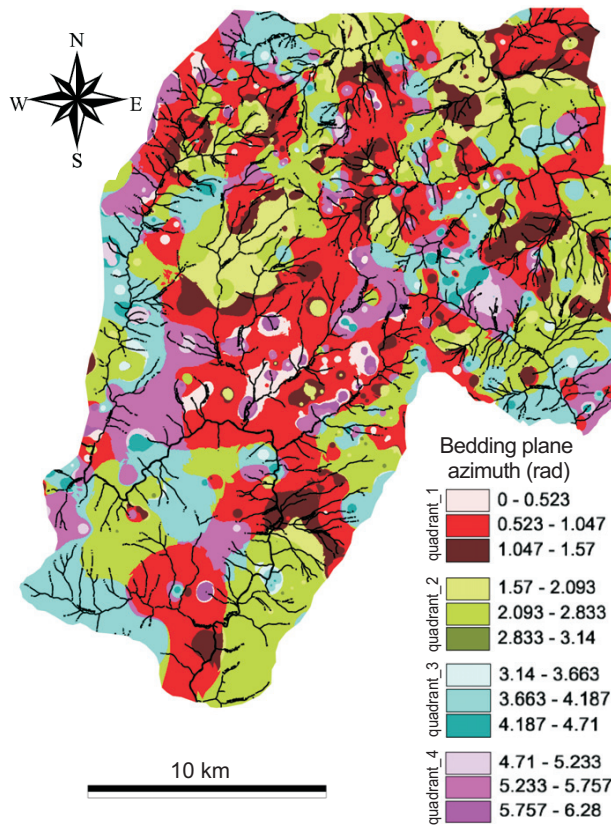 N
W E
S
Bedding plane
azimuth (rad)
quadrant_1
0 - 0.523
0.523 - 1.047
1.047 - 1.57
quadrant_2
1.57 - 2.093
2.093 - 2.833
2.833 - 3.14
quadrant_3
3.14 - 3.663
3.663 - 4.187
4.187 - 4.71
quadrant_4
4.71 - 5.233
5.233 - 5.757
5.757 - 6.28
10 km